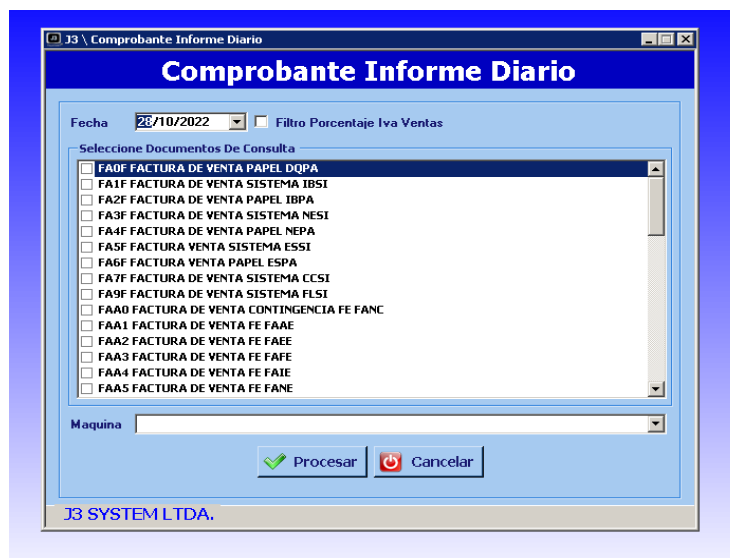 J3 \ Comprobante Informe Diario
Comprobante Informe Diario
Fecha 28/10/2022 Filtro Porcentaje Iva Ventas
Seleccione Documentos De Consulta
FA0F FACTURA DE VENTA PAPEL DQPA
FA1F FACTURA DE VENTA SISTEMA IBSI
FA2F FACTURA DE VENTA PAPEL IBPA
FA3F FACTURA DE VENTA SISTEMA NESI
FA4F FACTURA DE VENTA PAPEL NEPA
FA5F FACTURA VENTA SISTEMA ESSI
FA6F FACTURA VENTA PAPEL ESPA
FA7F FACTURA DE VENTA SISTEMA CCSI
FA9F FACTURA DE VENTA SISTEMA FLSI
FAA0 FACTURA DE VENTA CONTINGENCIA FE FANC
FAA1 FACTURA DE VENTA FE FAAE
FAA2 FACTURA DE VENTA FE FAEE
FAA3 FACTURA DE VENTA FE FAFE
FAA4 FACTURA DE VENTA FE FAIE
FAA5 FACTURA DE VENTA FE FANE
Maquina
Procesar Cancelar
J3 SYSTEM LTDA.